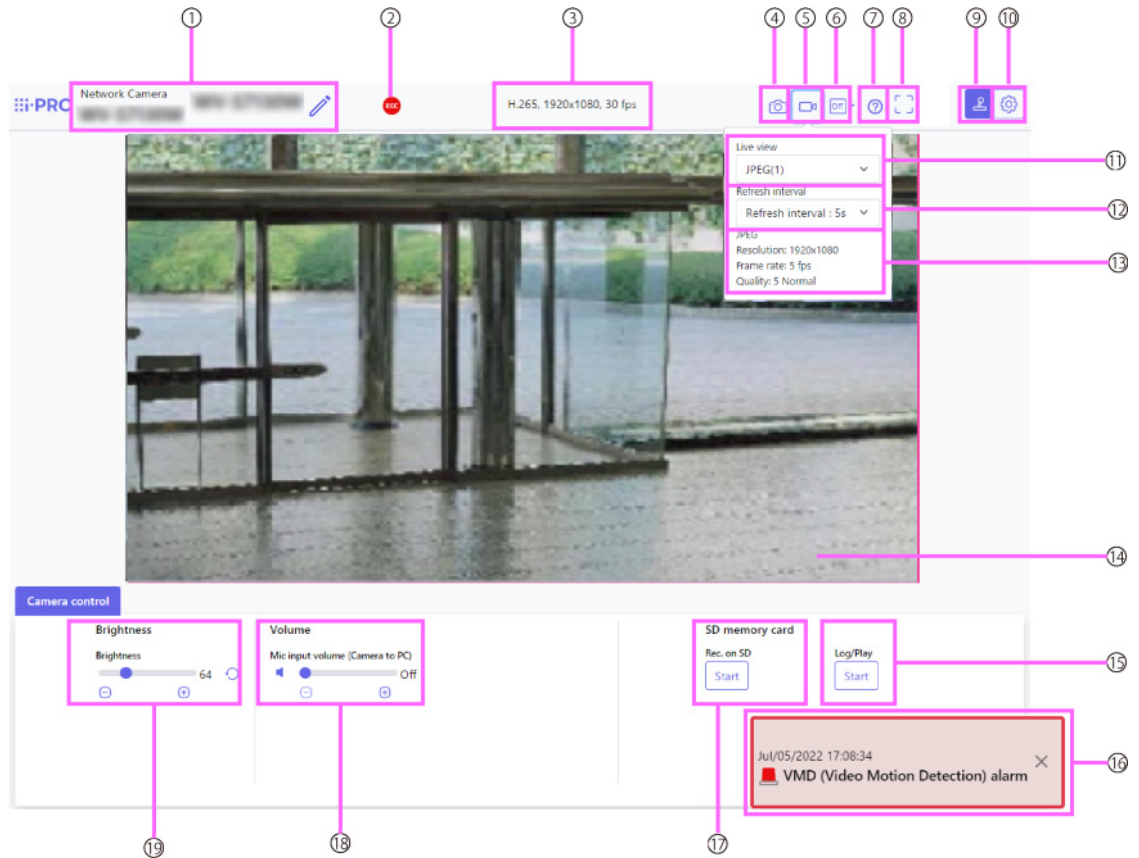 ① ② ③ ④ ⑤ ⑥ ⑦ ⑧ ⑨ ⑩
i-PRO
Network Camera
REC
H.265, 1920x1080, 30 fps
Off
Live view
JPEG(1)
⑪
Refresh interval
Refresh interval : 5s
⑫
JPEG
Resolution: 1920x1080
Frame rate: 5 fps
Quality: 5 Normal
⑬
⑭
Camera control
Brightness
Brightness
64
Volume
Mic input volume (Camera to PC)
Off
SD memory card
Rec. on SD
Start
Log/Play
Start
⑮
Jul/05/2022 17:08:34
VMD (Video Motion Detection) alarm
⑯
⑲ ⑱ ⑰